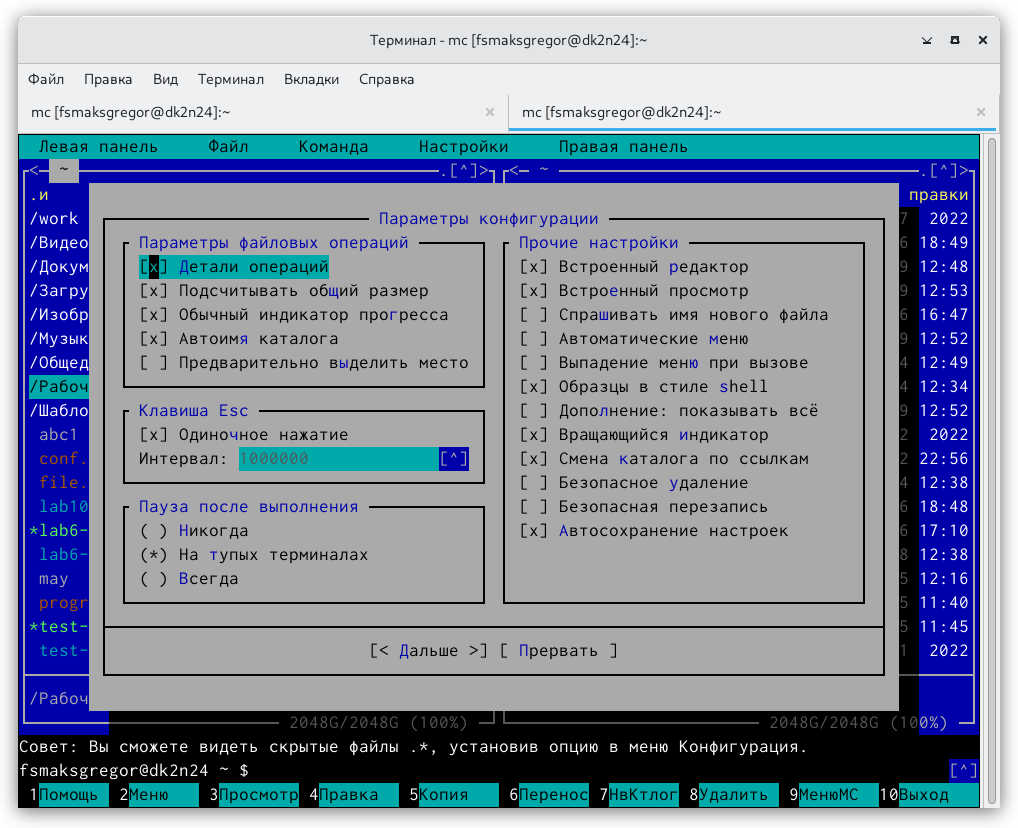 Терминал - mc [fsmaksgregor@dk2n24]:~
Файл Правка Вид Терминал Вкладки Справка
mc [fsmaksgregor@dk2n24]:~ mc [fsmaksgregor@dk2n24]:~
Левая панель Файл Команда Настройки Правая панель
<- ~ .[^]> <- ~ .[^]>
.и правки
/work 7 2022
/Видео 6 18:49
/Докум 9 12:48
/Загру 9 12:53
/Изобр 6 16:47
/Музык 9 12:52
/Общед 4 12:49
/Рабоч 4 12:34
/Шабло 9 12:52
abc1 2 2022
conf. 2 22:56
file. 4 12:38
lab10 6 18:48
*lab6- 6 17:10
lab6- 8 12:38
may 5 12:16
progr 5 11:40
*test- 5 11:45
test- 1 2022
Параметры конфигурации
Параметры файловых операций
[x] Детали операций
[x] Подсчитывать общий размер
[x] Обычный индикатор прогресса
[x] Автоимя каталога
[ ] Предварительно выделить место
Клавиша Esc
[x] Одиночное нажатие
Интервал: 1000000 [^]
Пауза после выполнения
( ) Никогда
(*) На тупых терминалах
( ) Всегда
Прочие настройки
[x] Встроенный редактор
[x] Встроенный просмотр
[ ] Спрашивать имя нового файла
[ ] Автоматические меню
[ ] Выпадение меню при вызове
[x] Образцы в стиле shell
[ ] Дополнение: показывать всё
[x] Вращающийся индикатор
[x] Смена каталога по ссылкам
[ ] Безопасное удаление
[ ] Безопасная перезапись
[x] Автосохранение настроек
[< Дальше >] [ Прервать ]
/Рабоч
2048G/2048G (100%) 2048G/2048G (100%)
Совет: Вы сможете видеть скрытые файлы .*, установив опцию в меню Конфигурация.
fsmaksgregor@dk2n24 ~ $ [^]
1Помощь 2Меню 3Просмотр 4Правка 5Копия 6Перенос 7НвКтлог 8Удалить 9МенюМС 10Выход